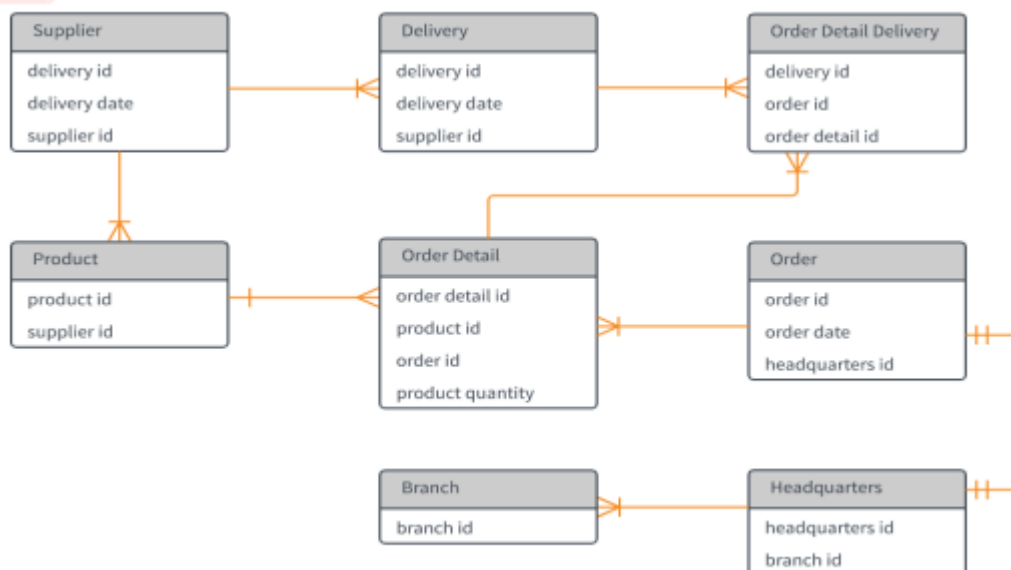 Supplier
delivery id
delivery date
supplier id
Delivery
delivery id
delivery date
supplier id
Order Detail Delivery
delivery id
order id
order detail id
Product
product id
supplier id
Order Detail
order detail id
product id
order id
product quantity
Order
order id
order date
headquarters id
Branch
branch id
Headquarters
headquarters id
branch id